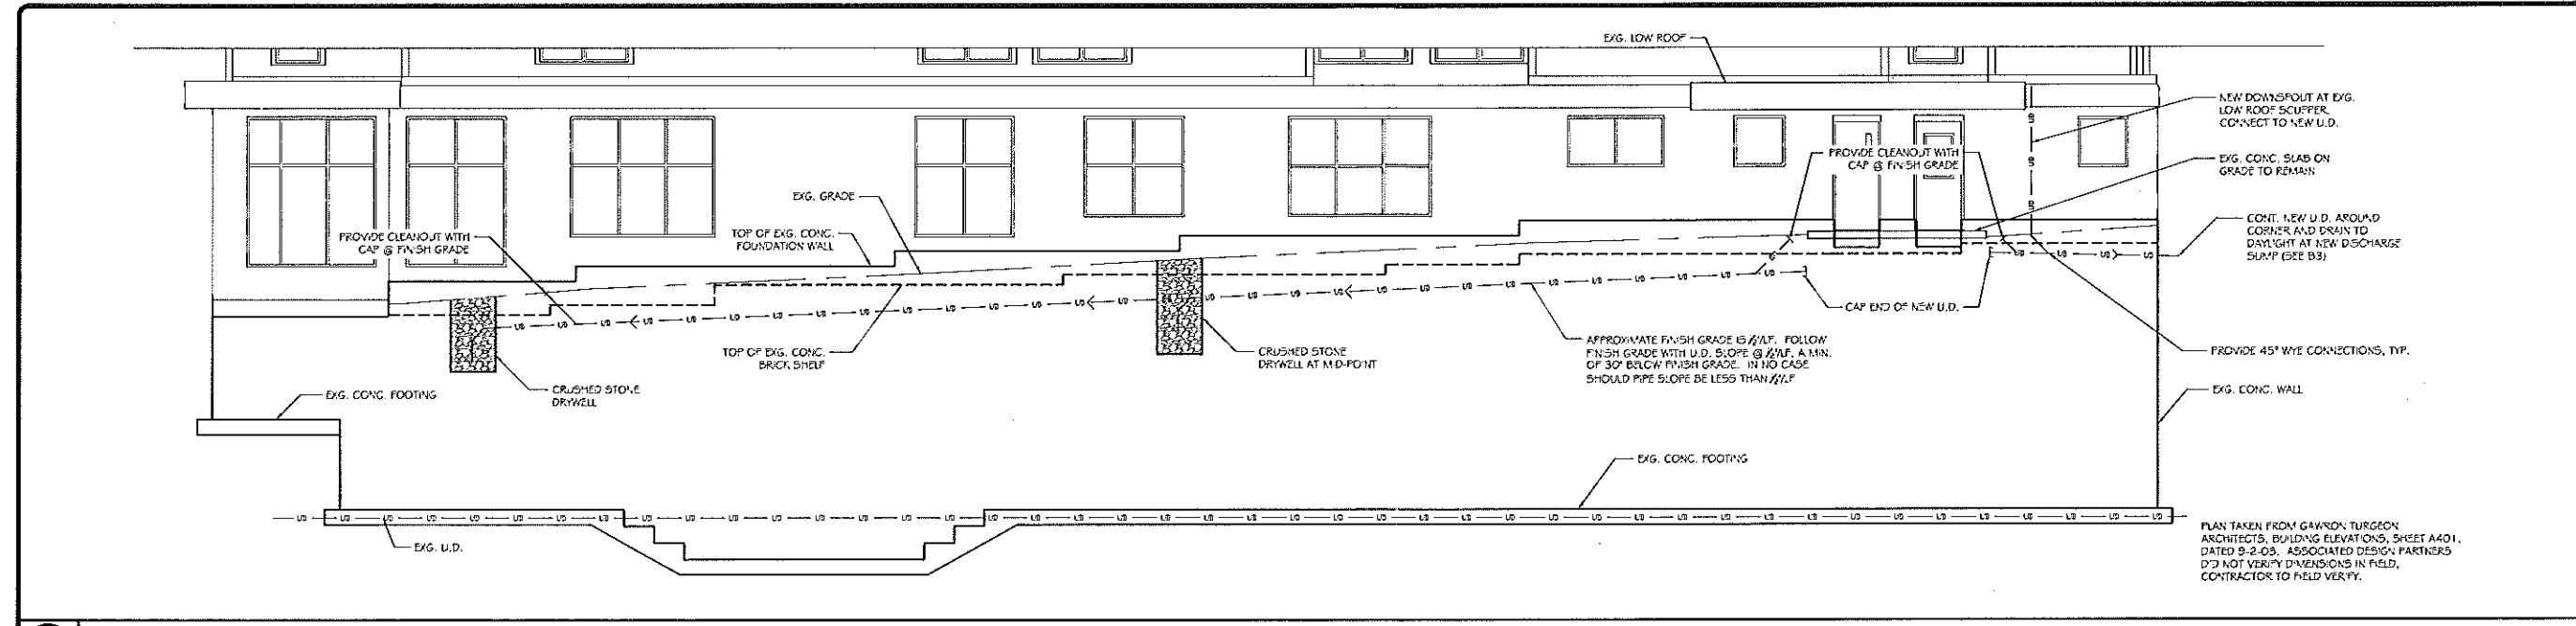 EXG. LOW ROOF
NEW DOWNSPOUT AT EXG.
LOW ROOF SCUPPER.
CONNECT TO NEW U.D.
PROVIDE CLEANOUT WITH
CAP @ FINISH GRADE
EXG. CONC. SLAB ON
GRADE TO REMAIN
EXG. GRADE
TOP OF EXG. CONC.
FOUNDATION WALL
PROVIDE CLEANOUT WITH
CAP @ FINISH GRADE
CONT. NEW U.D. AROUND
CORNER AND DRAIN TO
DAYLIGHT AT NEW DISCHARGE
SUMP (SEE B3)
CAP END OF NEW U.D.
TOP OF EXG. CONC.
BRICK SHELF
CRUSHED STONE
DRYWELL AT MID-POINT
APPROXIMATE FINISH GRADE IS /LF. FOLLOW
FINISH GRADE WITH U.D. SLOPE @ /LF, A MIN.
OF 30" BELOW FINISH GRADE. IN NO CASE
SHOULD PIPE SLOPE BE LESS THAN /LF
PROVIDE 45° WYE CONNECTIONS, TYP.
EXG. CONC. FOOTING
CRUSHED STONE
DRYWELL
EXG. CONC. WALL
EXG. CONC. FOOTING
EXG. U.D.
UD
PLAN TAKEN FROM GAWRON TURGEON
ARCHITECTS, BUILDING ELEVATIONS, SHEET A401,
DATED 9-2-03. ASSOCIATED DESIGN PARTNERS
DID NOT VERIFY DIMENSIONS IN FIELD,
CONTRACTOR TO FIELD VERIFY.